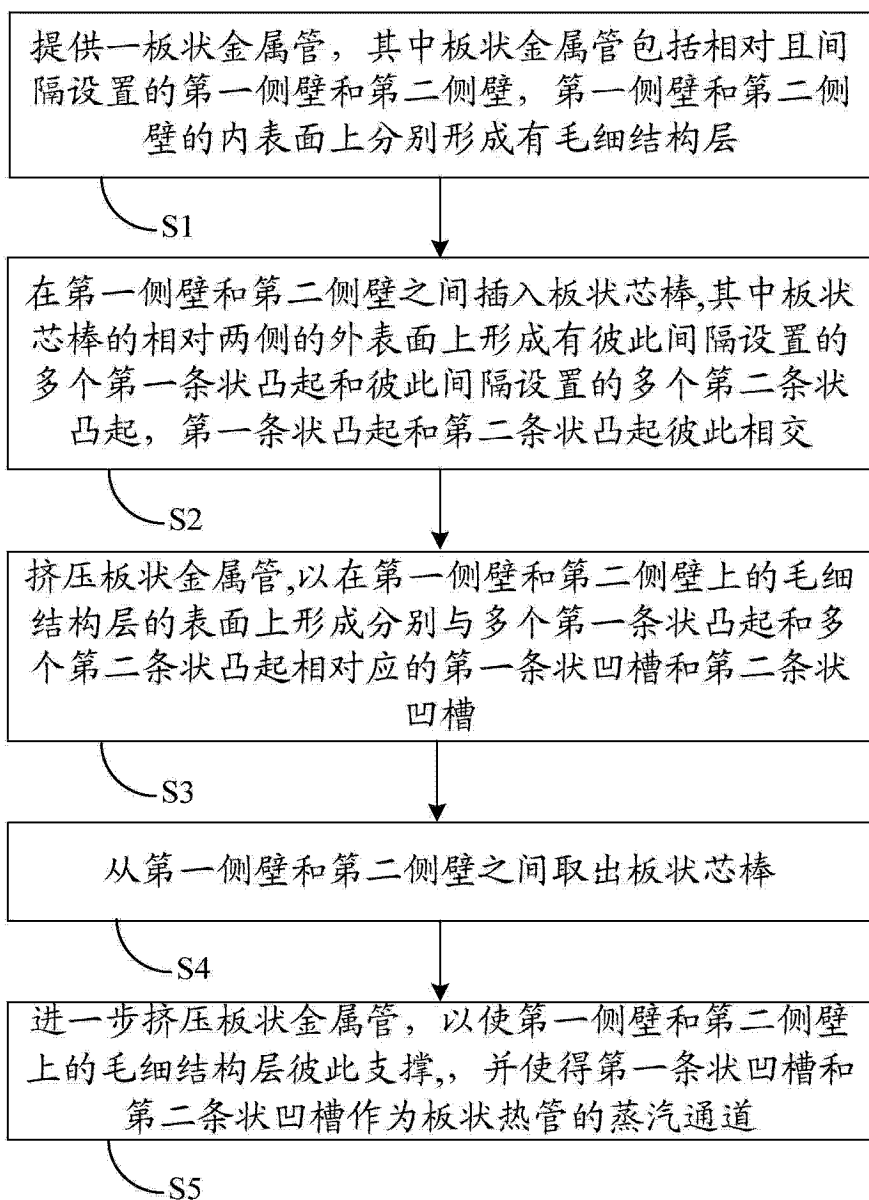 提供一板状金属管，其中板状金属管包括相对且间
隔设置的第一侧壁和第二侧壁，第一侧壁和第二侧
壁的内表面上分别形成有毛细结构层
S1
在第一侧壁和第二侧壁之间插入板状芯棒,其中板状
芯棒的相对两侧的外表面上形成有彼此间隔设置的
多个第一条状凸起和彼此间隔设置的多个第二条状
凸起，第一条状凸起和第二条状凸起彼此相交
S2
挤压板状金属管,以在第一侧壁和第二侧壁上的毛细
结构层的表面上形成分别与多个第一条状凸起和多
个第二条状凸起相对应的第一条状凹槽和第二条状
凹槽
S3
从第一侧壁和第二侧壁之间取出板状芯棒
S4
进一步挤压板状金属管，以使第一侧壁和第二侧壁
上的毛细结构层彼此支撑,，并使得第一条状凹槽和
第二条状凹槽作为板状热管的蒸汽通道
S5